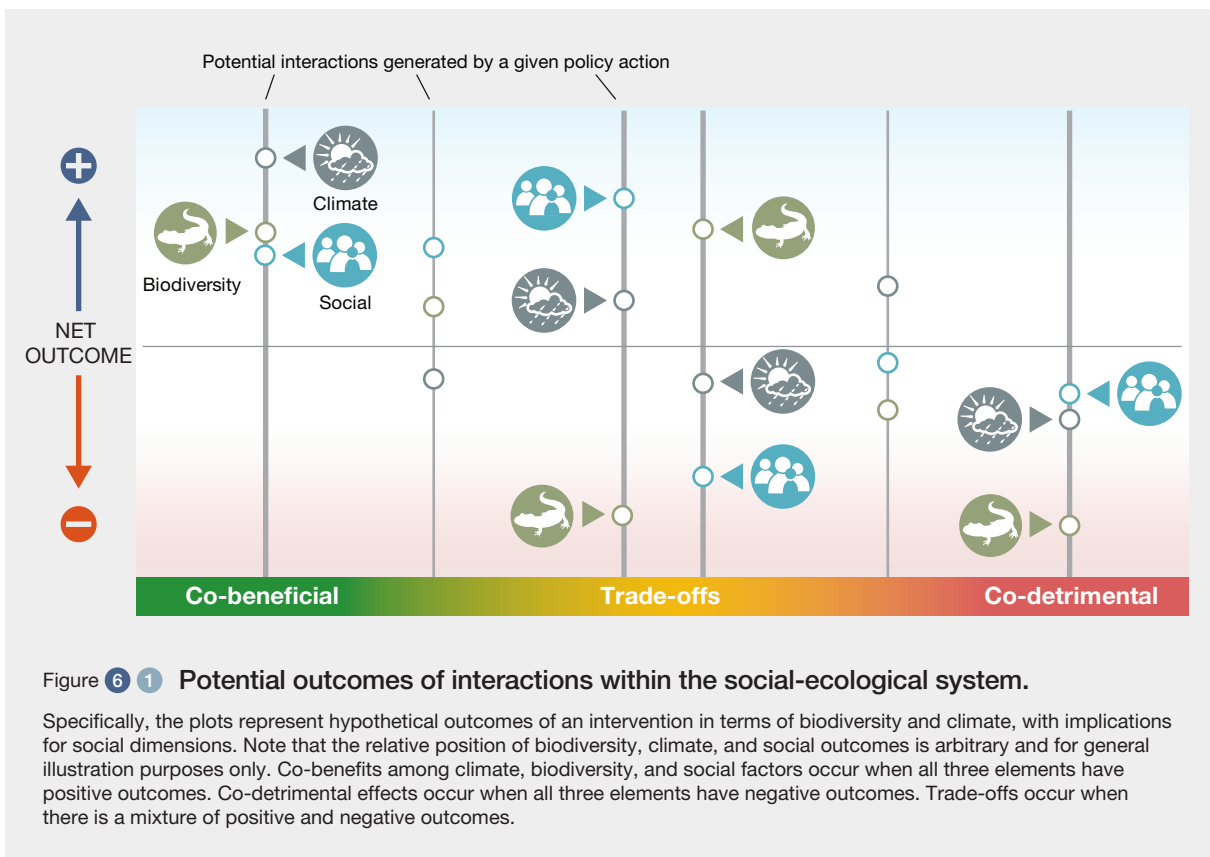 Potential interactions generated by a given policy action
Climate
Biodiversity
Social
NET
OUTCOME
Co-beneficial
Trade-offs
Co-detrimental
Figure 6 1 Potential outcomes of interactions within the social-ecological system.
Specifically, the plots represent hypothetical outcomes of an intervention in terms of biodiversity and climate, with implications
for social dimensions. Note that the relative position of biodiversity, climate, and social outcomes is arbitrary and for general
illustration purposes only. Co-benefits among climate, biodiversity, and social factors occur when all three elements have
positive outcomes. Co-detrimental effects occur when all three elements have negative outcomes. Trade-offs occur when
there is a mixture of positive and negative outcomes.